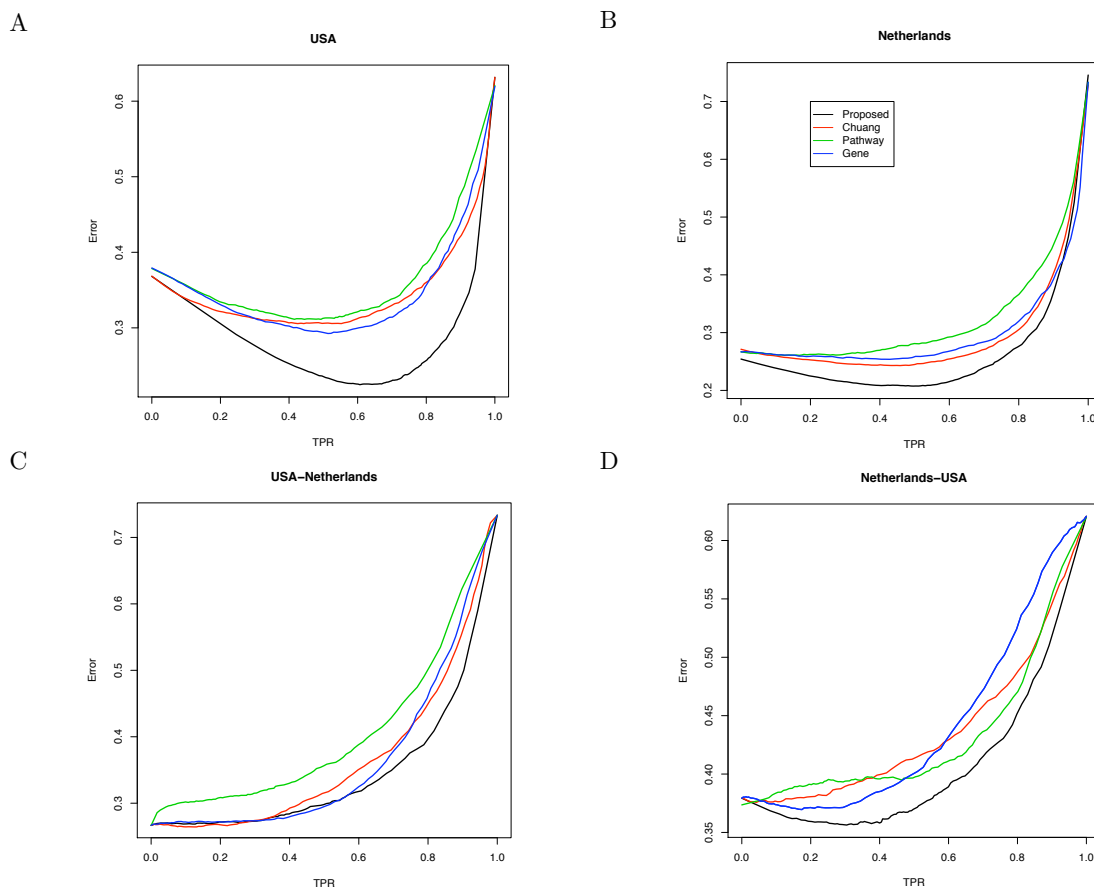 A
USA
Error
0.3 0.4 0.5 0.6
0.0 0.2 0.4 0.6 0.8 1.0
TPR
B
Netherlands
Proposed
Chuang
Pathway
Gene
Error
0.2 0.3 0.4 0.5 0.6 0.7
0.0 0.2 0.4 0.6 0.8 1.0
TPR
C
USA−Netherlands
Error
0.3 0.4 0.5 0.6 0.7
0.0 0.2 0.4 0.6 0.8 1.0
TPR
D
Netherlands−USA
Error
0.35 0.40 0.45 0.50 0.55 0.60
0.0 0.2 0.4 0.6 0.8 1.0
TPR